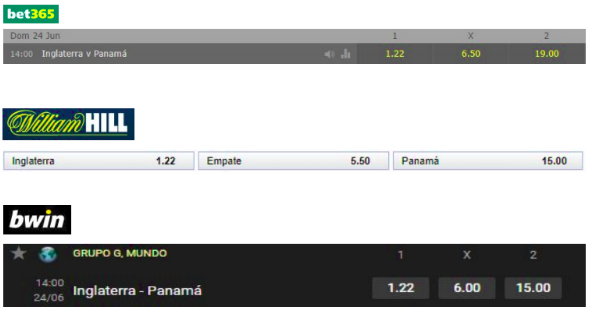 bet365
Dom 24 Jun 1 X 2
14:00 Inglaterra v Panamá 1.22 6.50 19.00
William HILL
Inglaterra 1.22 Empate 5.50 Panamá 15.00
bwin
GRUPO G, MUNDO 1 X 2
14:00
24/06 Inglaterra - Panamá 1.22 6.00 15.00